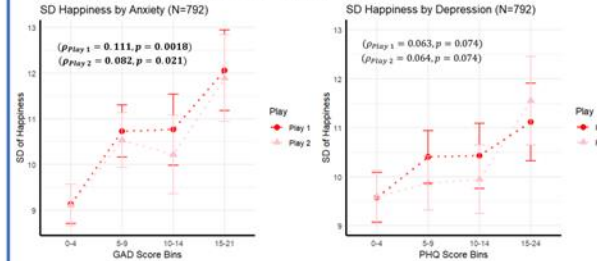 SD Happiness by Anxiety (N=792)
(ρPlay 1 = 0.111, p = 0.0018)
(ρPlay 2 = 0.082, p = 0.021)
SD of Happiness
13
12
11
10
9
0-4
5-9
10-14
15-21
GAD Score Bins
Play
Play 1
Play 2
SD Happiness by Depression (N=792)
(ρPlay 1 = 0.063, p = 0.074)
(ρPlay 2 = 0.064, p = 0.074)
SD of Happiness
13
12
11
10
9
0-4
5-9
10-14
15-24
PHQ Score Bins
Play